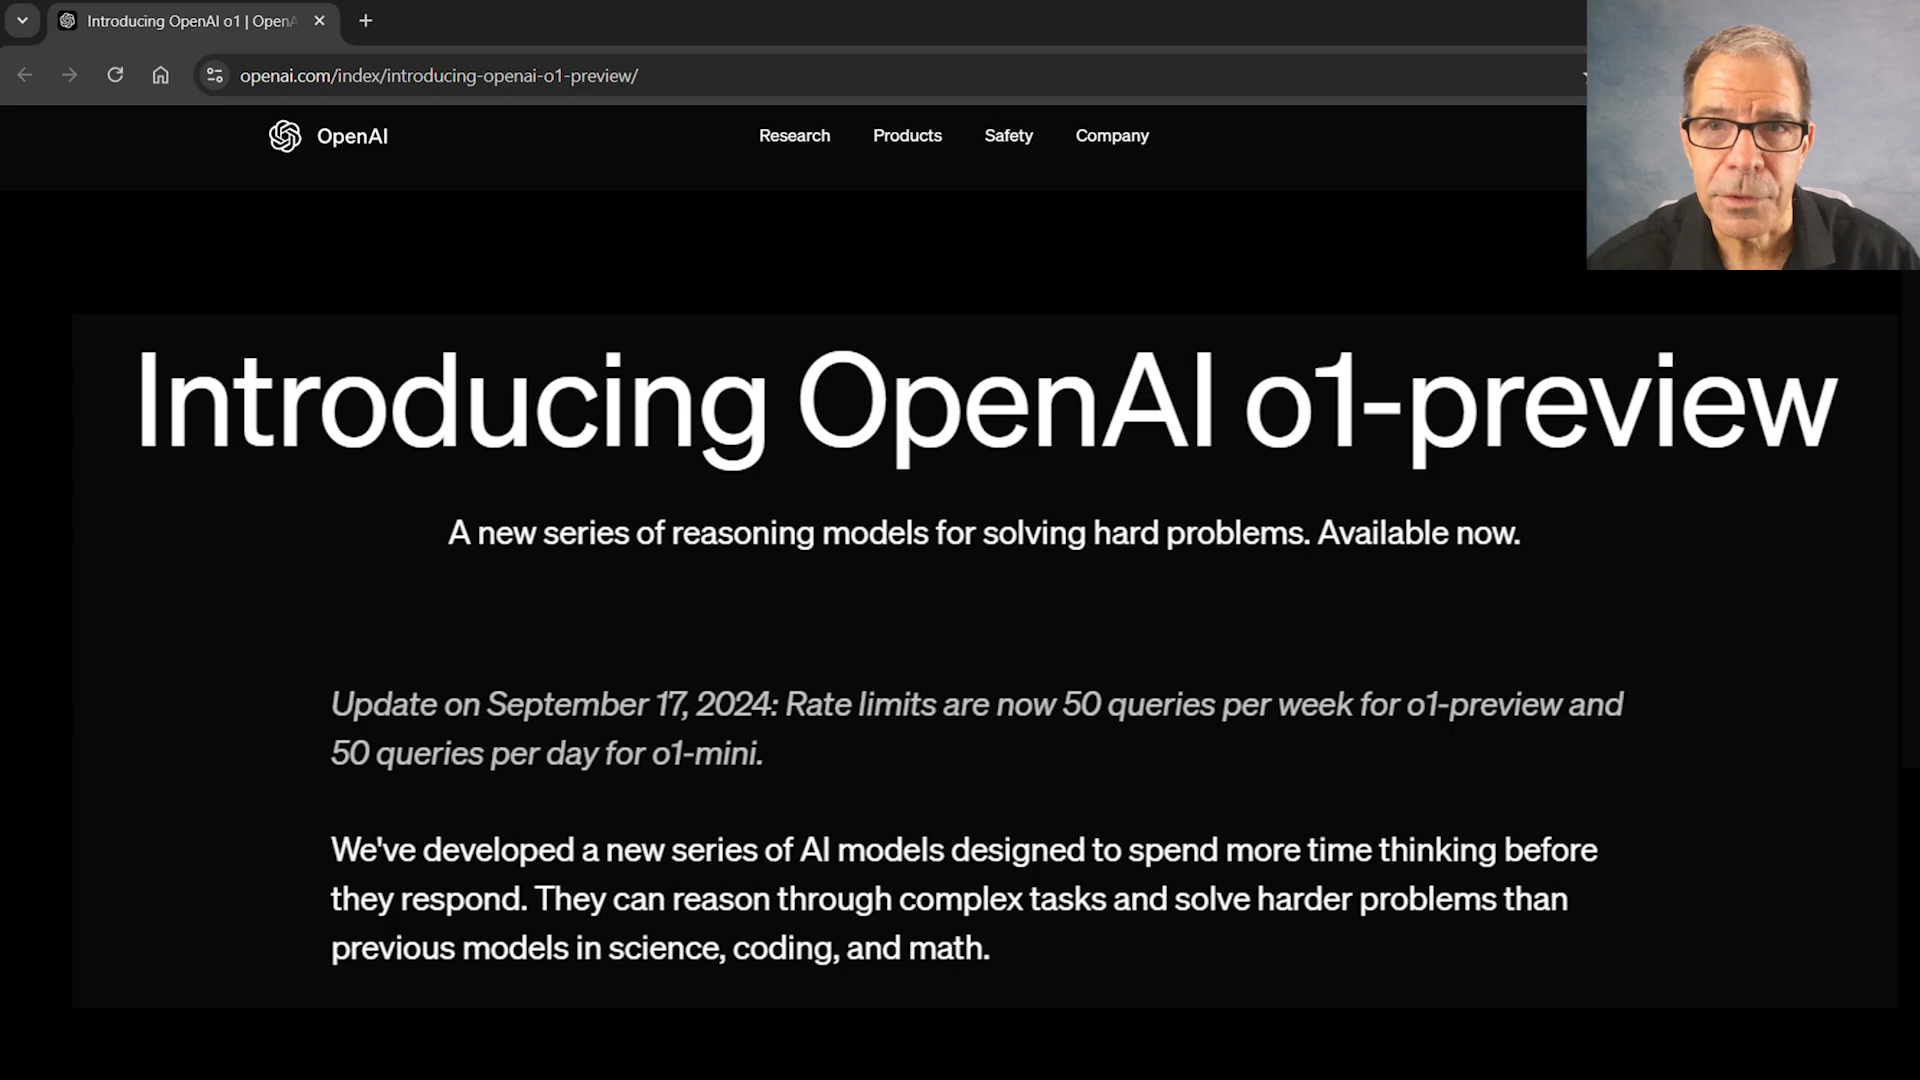 Introducing OpenAI o1 | OpenA
openai.com/index/introducing-openai-o1-preview/
OpenAI
Research
Products
Safety
Company
Introducing OpenAI o1-preview
A new series of reasoning models for solving hard problems. Available now.
Update on September 17, 2024: Rate limits are now 50 queries per week for o1-preview and
50 queries per day for o1-mini.
We've developed a new series of AI models designed to spend more time thinking before
they respond. They can reason through complex tasks and solve harder problems than
previous models in science, coding, and math.